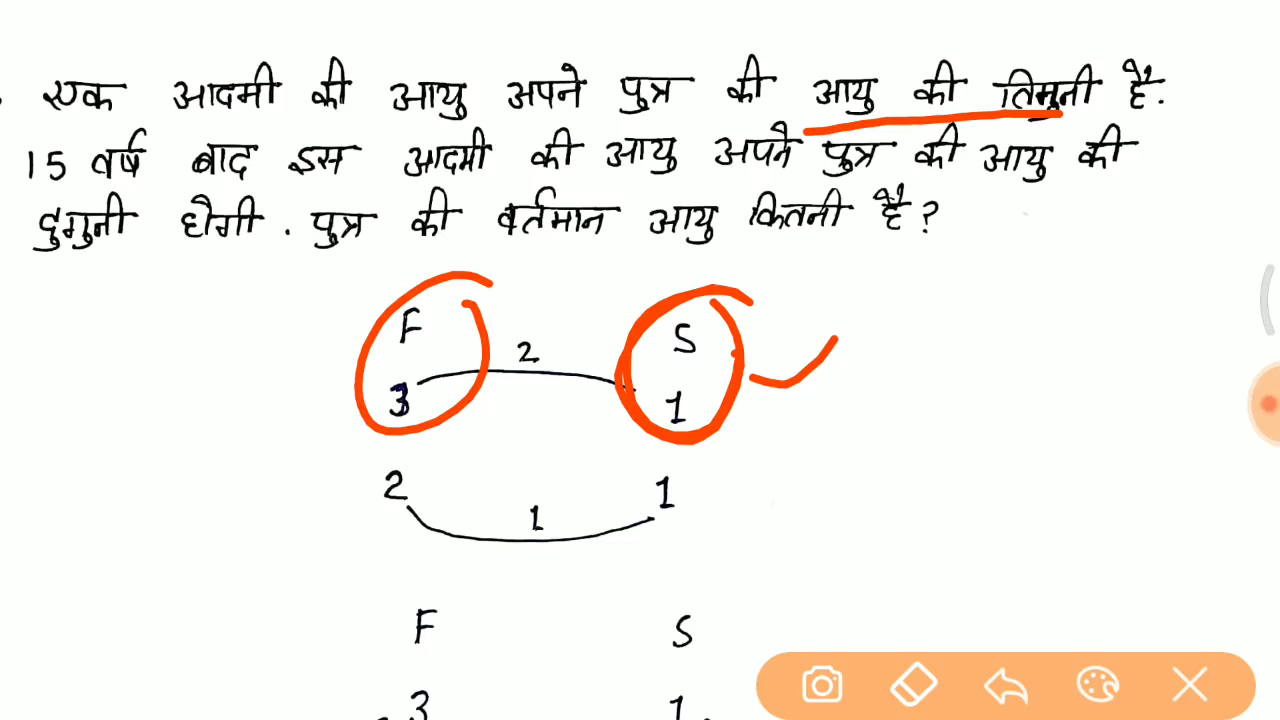 एक आदमी की आयु अपने पुत्र की आयु की तिगुनी है.
15 वर्ष बाद इस आदमी की आयु अपने पुत्र की आयु की
दुगुनी होगी . पुत्र की वर्तमान आयु कितनी है ?
F S
2
3 1
2 1
1
F S
3 1